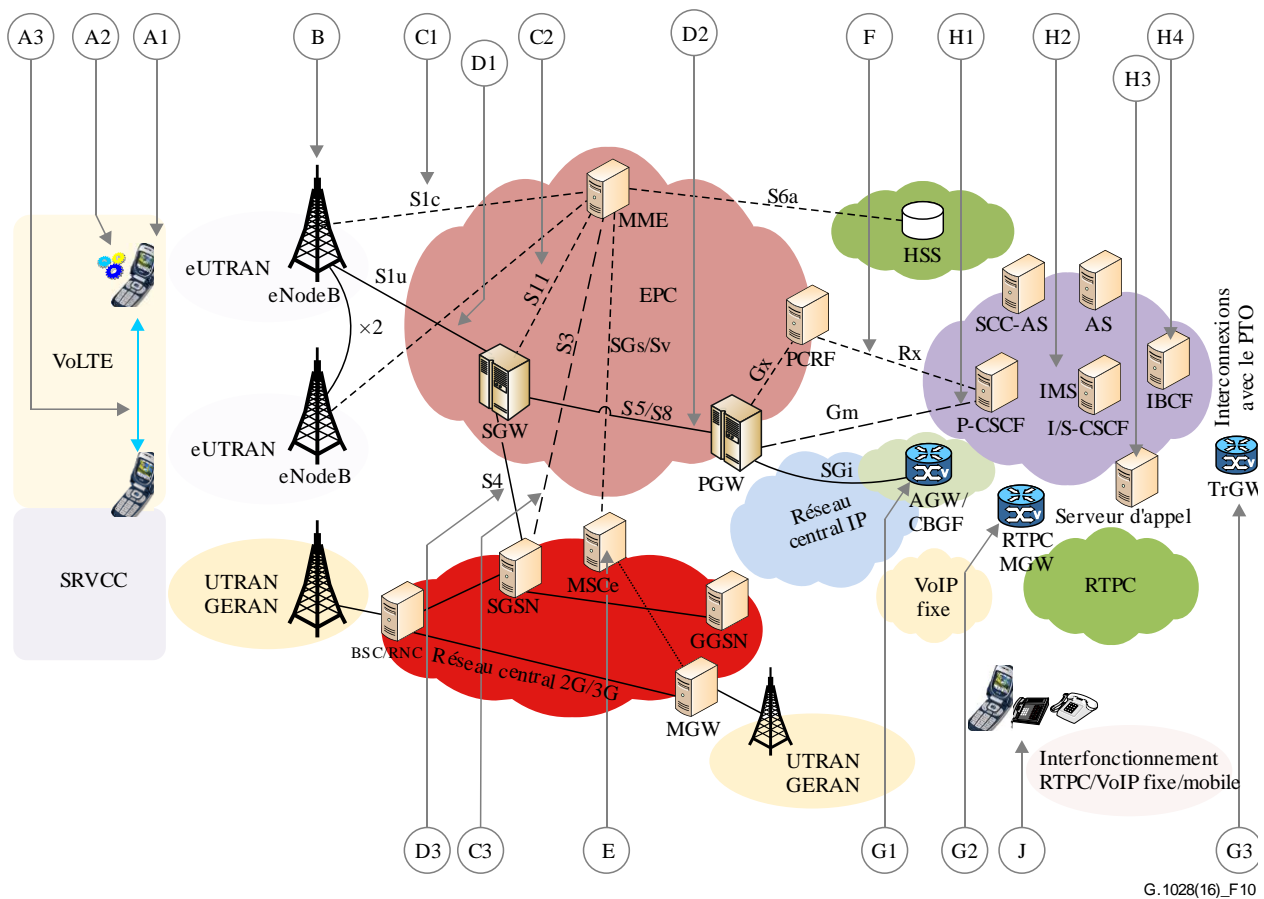 A3
A2
A1
B
C1
C2
D1
D2
F
H1
H2
H3
H4
S1c
MME
S6a
HSS
eUTRAN
eNodeB
S1u
S11
EPC
SCC-AS
AS
Interconnexions
avec le PTO
VoLTE
×2
S3
SGs/Sv
PCRF
Gx
Rx
IMS
IBCF
P-CSCF
I/S-CSCF
SGW
S5/S8
Gm
eUTRAN
eNodeB
PGW
SGi
TrGW
S4
AGW/
CBGF
Réseau
central IP
Serveur d'appel
RTPC
MGW
SRVCC
UTRAN
GERAN
SGSN
MSCe
VoIP
fixe
RTPC
GGSN
BSC/RNC
Réseau central 2G/3G
MGW
UTRAN
GERAN
Interfonctionnement
RTPC/VoIP fixe/mobile
D3
C3
E
G1
G2
J
G3
G.1028(16)_F10
V
V
V